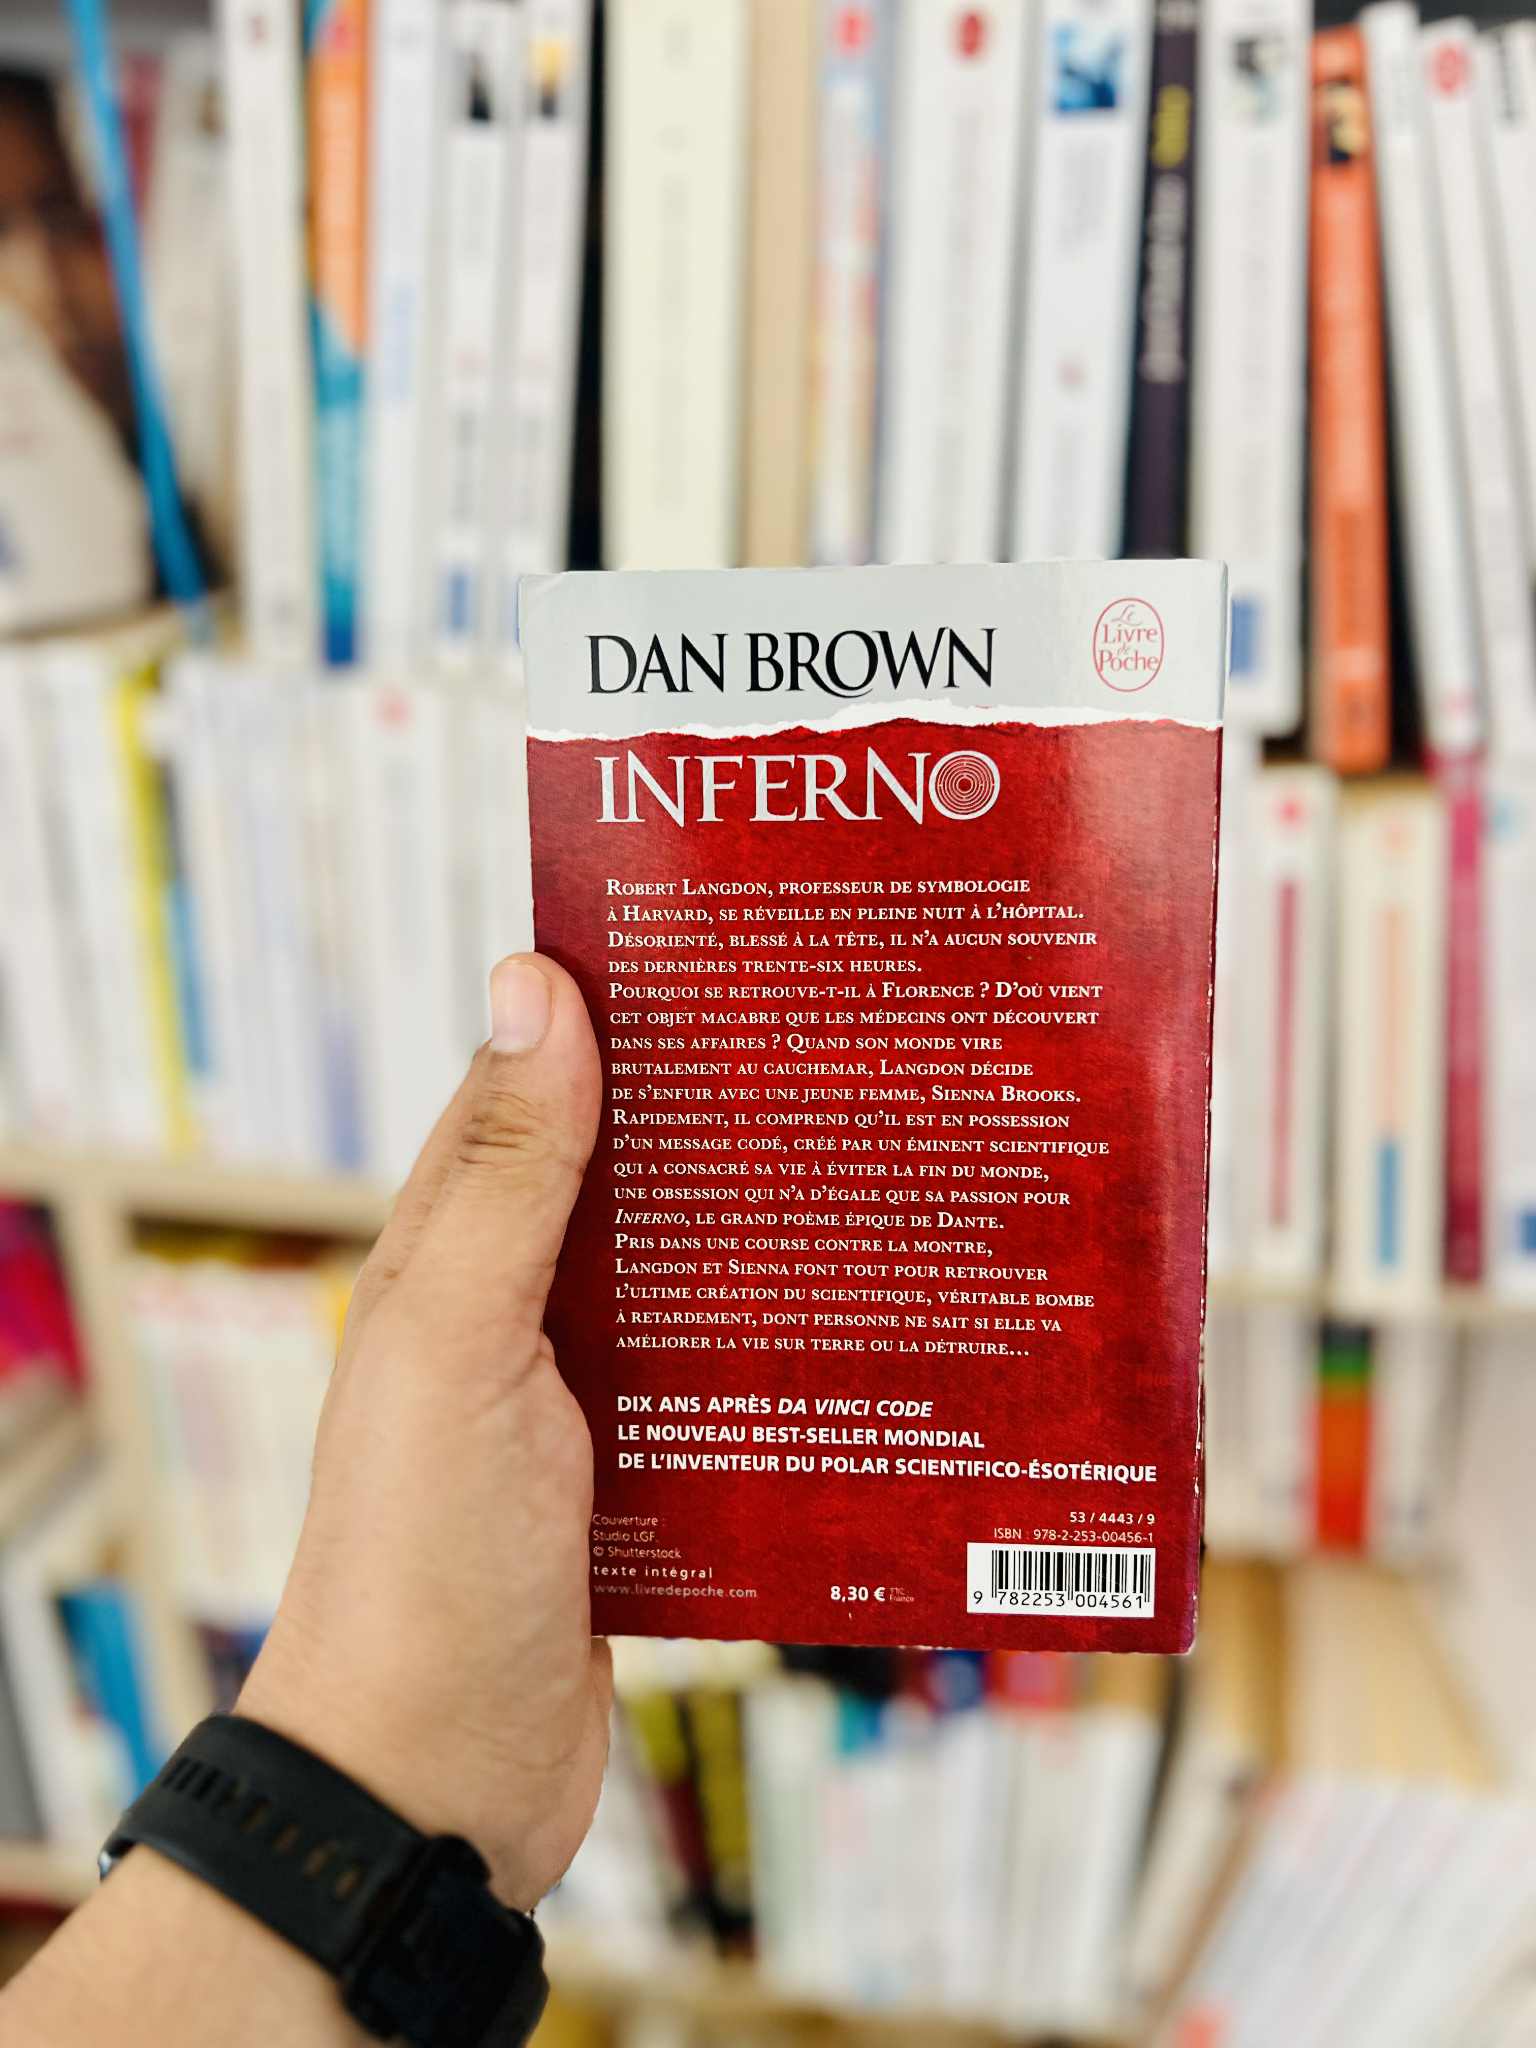 DAN BROWN
Le
Livre
de
Poche
INFERNO
Robert Langdon, professeur de symbologie
à Harvard, se réveille en pleine nuit à l'hôpital.
Désorienté, blessé à la tête, il n'a aucun souvenir
des dernières trente-six heures.
Pourquoi se retrouve-t-il à Florence ? D'où vient
cet objet macabre que les médecins ont découvert
dans ses affaires ? Quand son monde vire
brutalement au cauchemar, Langdon décide
de s'enfuir avec une jeune femme, Sienna Brooks.
Rapidement, il comprend qu'il est en possession
d'un message codé, créé par un éminent scientifique
qui a consacré sa vie à éviter la fin du monde,
une obsession qui n'a d'égale que sa passion pour
Inferno, le grand poème épique de Dante.
Pris dans une course contre la montre,
Langdon et Sienna font tout pour retrouver
l'ultime création du scientifique, véritable bombe
à retardement, dont personne ne sait si elle va
améliorer la vie sur terre ou la détruire...
DIX ANS APRÈS DA VINCI CODE
LE NOUVEAU BEST-SELLER MONDIAL
DE L'INVENTEUR DU POLAR SCIENTIFICO-ÉSOTÉRIQUE
Couverture :
Studio LGF.
© Shutterstock
texte intégral
www.livredepoche.com
8,30 € TTC France
53 / 4443 / 9
ISBN : 978-2-253-00456-1
9 782253 004561